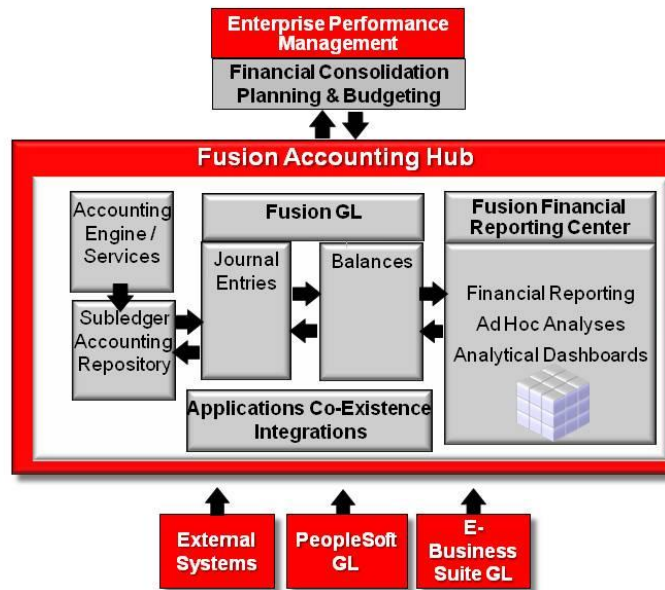 Enterprise Performance
Management
Financial Consolidation
Planning & Budgeting
Fusion Accounting Hub
Accounting
Engine /
Services
Subledger
Accounting
Repository
Fusion GL
Journal
Entries
Balances
Applications Co-Existence
Integrations
Fusion Financial
Reporting Center
Financial Reporting
Ad Hoc Analyses
Analytical Dashboards
External
Systems
PeopleSoft
GL
E-
Business
Suite GL